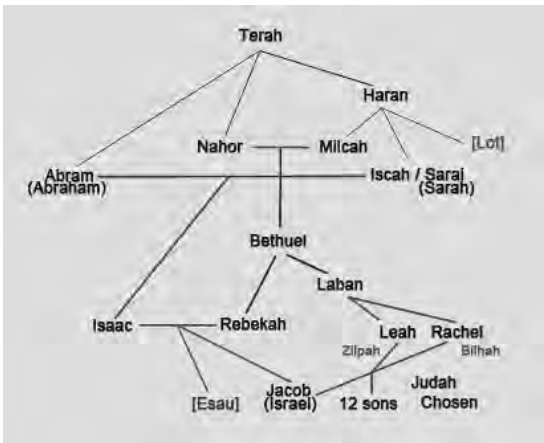 Terah
Haran
Nahor
Milcah
[Lot]
Abram
(Abraham)
Iscah / Sarai
(Sarah)
Bethuel
Laban
Isaac
Rebekah
Leah
Rachel
Zilpah
Bilhah
[Esau]
Jacob
(Israel)
12 sons
Judah
Chosen